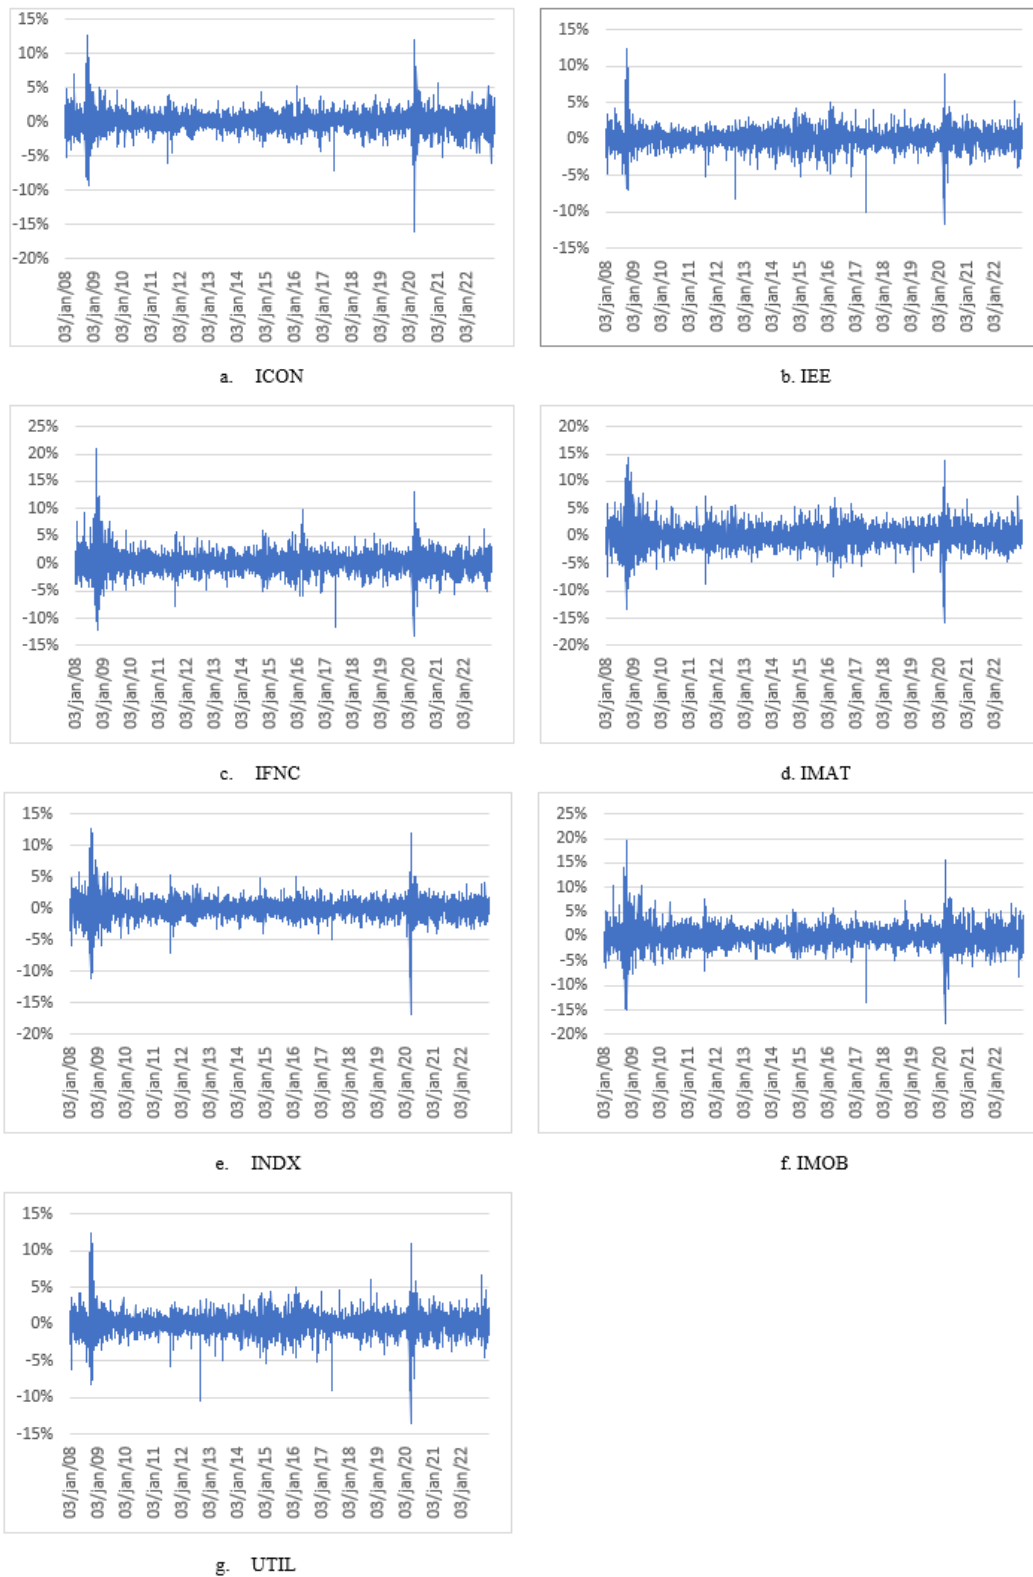 15%
10%
5%
0%
-5%
-10%
-15%
-20%
03/jan/08
03/jan/09
03/jan/10
03/jan/11
03/jan/12
03/jan/13
03/jan/14
03/jan/15
03/jan/16
03/jan/17
03/jan/18
03/jan/19
03/jan/20
03/jan/21
03/jan/22
a. ICON
15%
10%
5%
0%
-5%
-10%
-15%
03/jan/08
03/jan/09
03/jan/10
03/jan/11
03/jan/12
03/jan/13
03/jan/14
03/jan/15
03/jan/16
03/jan/17
03/jan/18
03/jan/19
03/jan/20
03/jan/21
03/jan/22
b. IEE
25%
20%
15%
10%
5%
0%
-5%
-10%
-15%
03/jan/08
03/jan/09
03/jan/10
03/jan/11
03/jan/12
03/jan/13
03/jan/14
03/jan/15
03/jan/16
03/jan/17
03/jan/18
03/jan/19
03/jan/20
03/jan/21
03/jan/22
c. IFNC
20%
15%
10%
5%
0%
-5%
-10%
-15%
-20%
03/jan/08
03/jan/09
03/jan/10
03/jan/11
03/jan/12
03/jan/13
03/jan/14
03/jan/15
03/jan/16
03/jan/17
03/jan/18
03/jan/19
03/jan/20
03/jan/21
03/jan/22
d. IMAT
15%
10%
5%
0%
-5%
-10%
-15%
-20%
03/jan/08
03/jan/09
03/jan/10
03/jan/11
03/jan/12
03/jan/13
03/jan/14
03/jan/15
03/jan/16
03/jan/17
03/jan/18
03/jan/19
03/jan/20
03/jan/21
03/jan/22
e. INDX
25%
20%
15%
10%
5%
0%
-5%
-10%
-15%
-20%
03/jan/08
03/jan/09
03/jan/10
03/jan/11
03/jan/12
03/jan/13
03/jan/14
03/jan/15
03/jan/16
03/jan/17
03/jan/18
03/jan/19
03/jan/20
03/jan/21
03/jan/22
f. IMOB
15%
10%
5%
0%
-5%
-10%
-15%
03/jan/08
03/jan/09
03/jan/10
03/jan/11
03/jan/12
03/jan/13
03/jan/14
03/jan/15
03/jan/16
03/jan/17
03/jan/18
03/jan/19
03/jan/20
03/jan/21
03/jan/22
g. UTIL